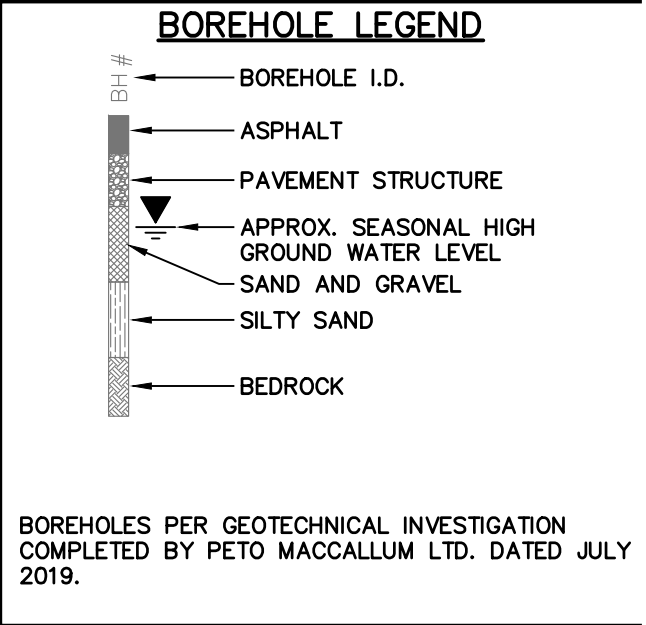 BOREHOLE LEGEND
BH #
BOREHOLE I.D.
ASPHALT
PAVEMENT STRUCTURE
APPROX. SEASONAL HIGH
GROUND WATER LEVEL
SAND AND GRAVEL
SILTY SAND
BEDROCK
BOREHOLES PER GEOTECHNICAL INVESTIGATION
COMPLETED BY PETO MACCALLUM LTD. DATED JULY
2019.